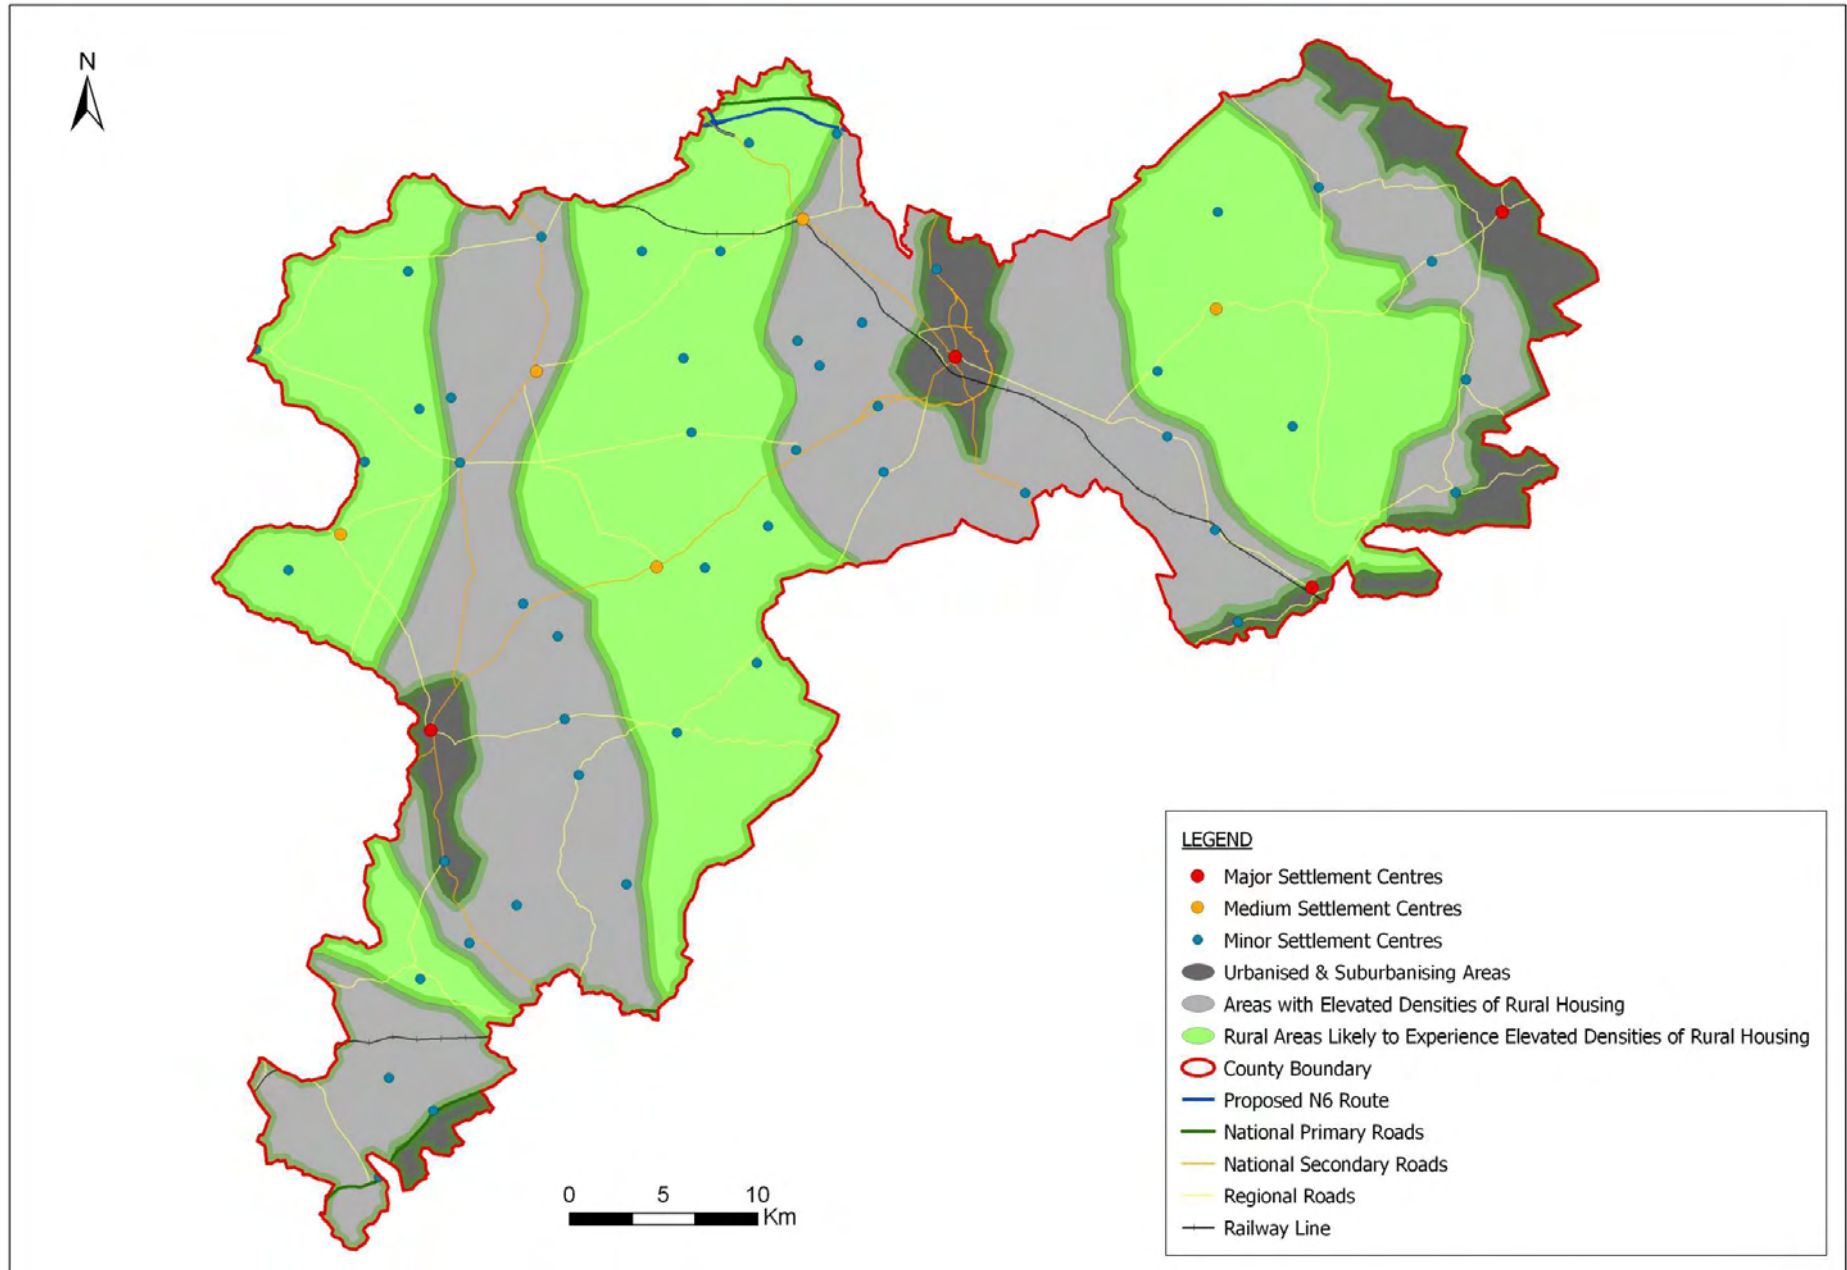 N
LEGEND
Major Settlement Centres
Medium Settlement Centres
Minor Settlement Centres
Urbanised & Suburbanising Areas
Areas with Elevated Densities of Rural Housing
Rural Areas Likely to Experience Elevated Densities of Rural Housing
County Boundary
Proposed N6 Route
National Primary Roads
National Secondary Roads
Regional Roads
Railway Line
0 5 10
Km